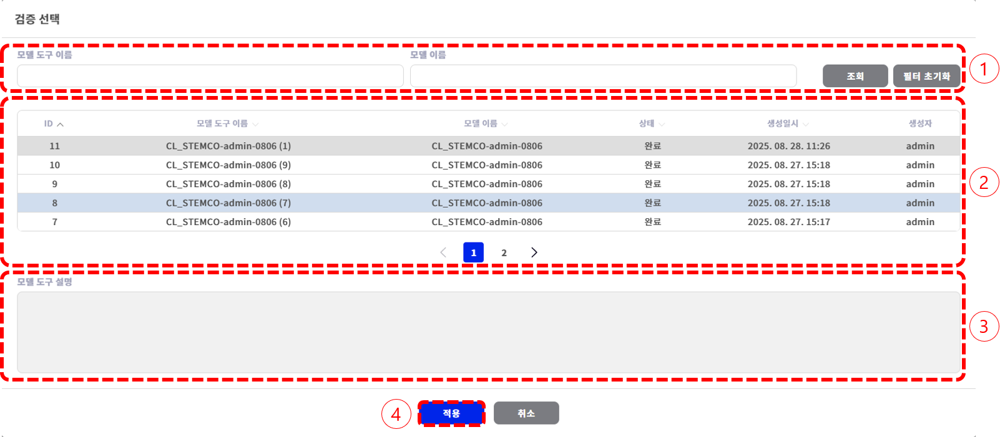 검증 선택
모델 도구 이름 모델 이름
조회 필터 초기화 1
ID 모델 도구 이름 모델 이름 상태 생성일시 생성자
11 CL_STEMCO-admin-0806 (1) CL_STEMCO-admin-0806 완료 2025. 08. 28. 11:26 admin
10 CL_STEMCO-admin-0806 (9) CL_STEMCO-admin-0806 완료 2025. 08. 27. 15:18 admin
9 CL_STEMCO-admin-0806 (8) CL_STEMCO-admin-0806 완료 2025. 08. 27. 15:18 admin
2
8 CL_STEMCO-admin-0806 (7) CL_STEMCO-admin-0806 완료 2025. 08. 27. 15:18 admin
7 CL_STEMCO-admin-0806 (6) CL_STEMCO-admin-0806 완료 2025. 08. 27. 15:17 admin
1 2
모델 도구 설명
3
4 적용 취소